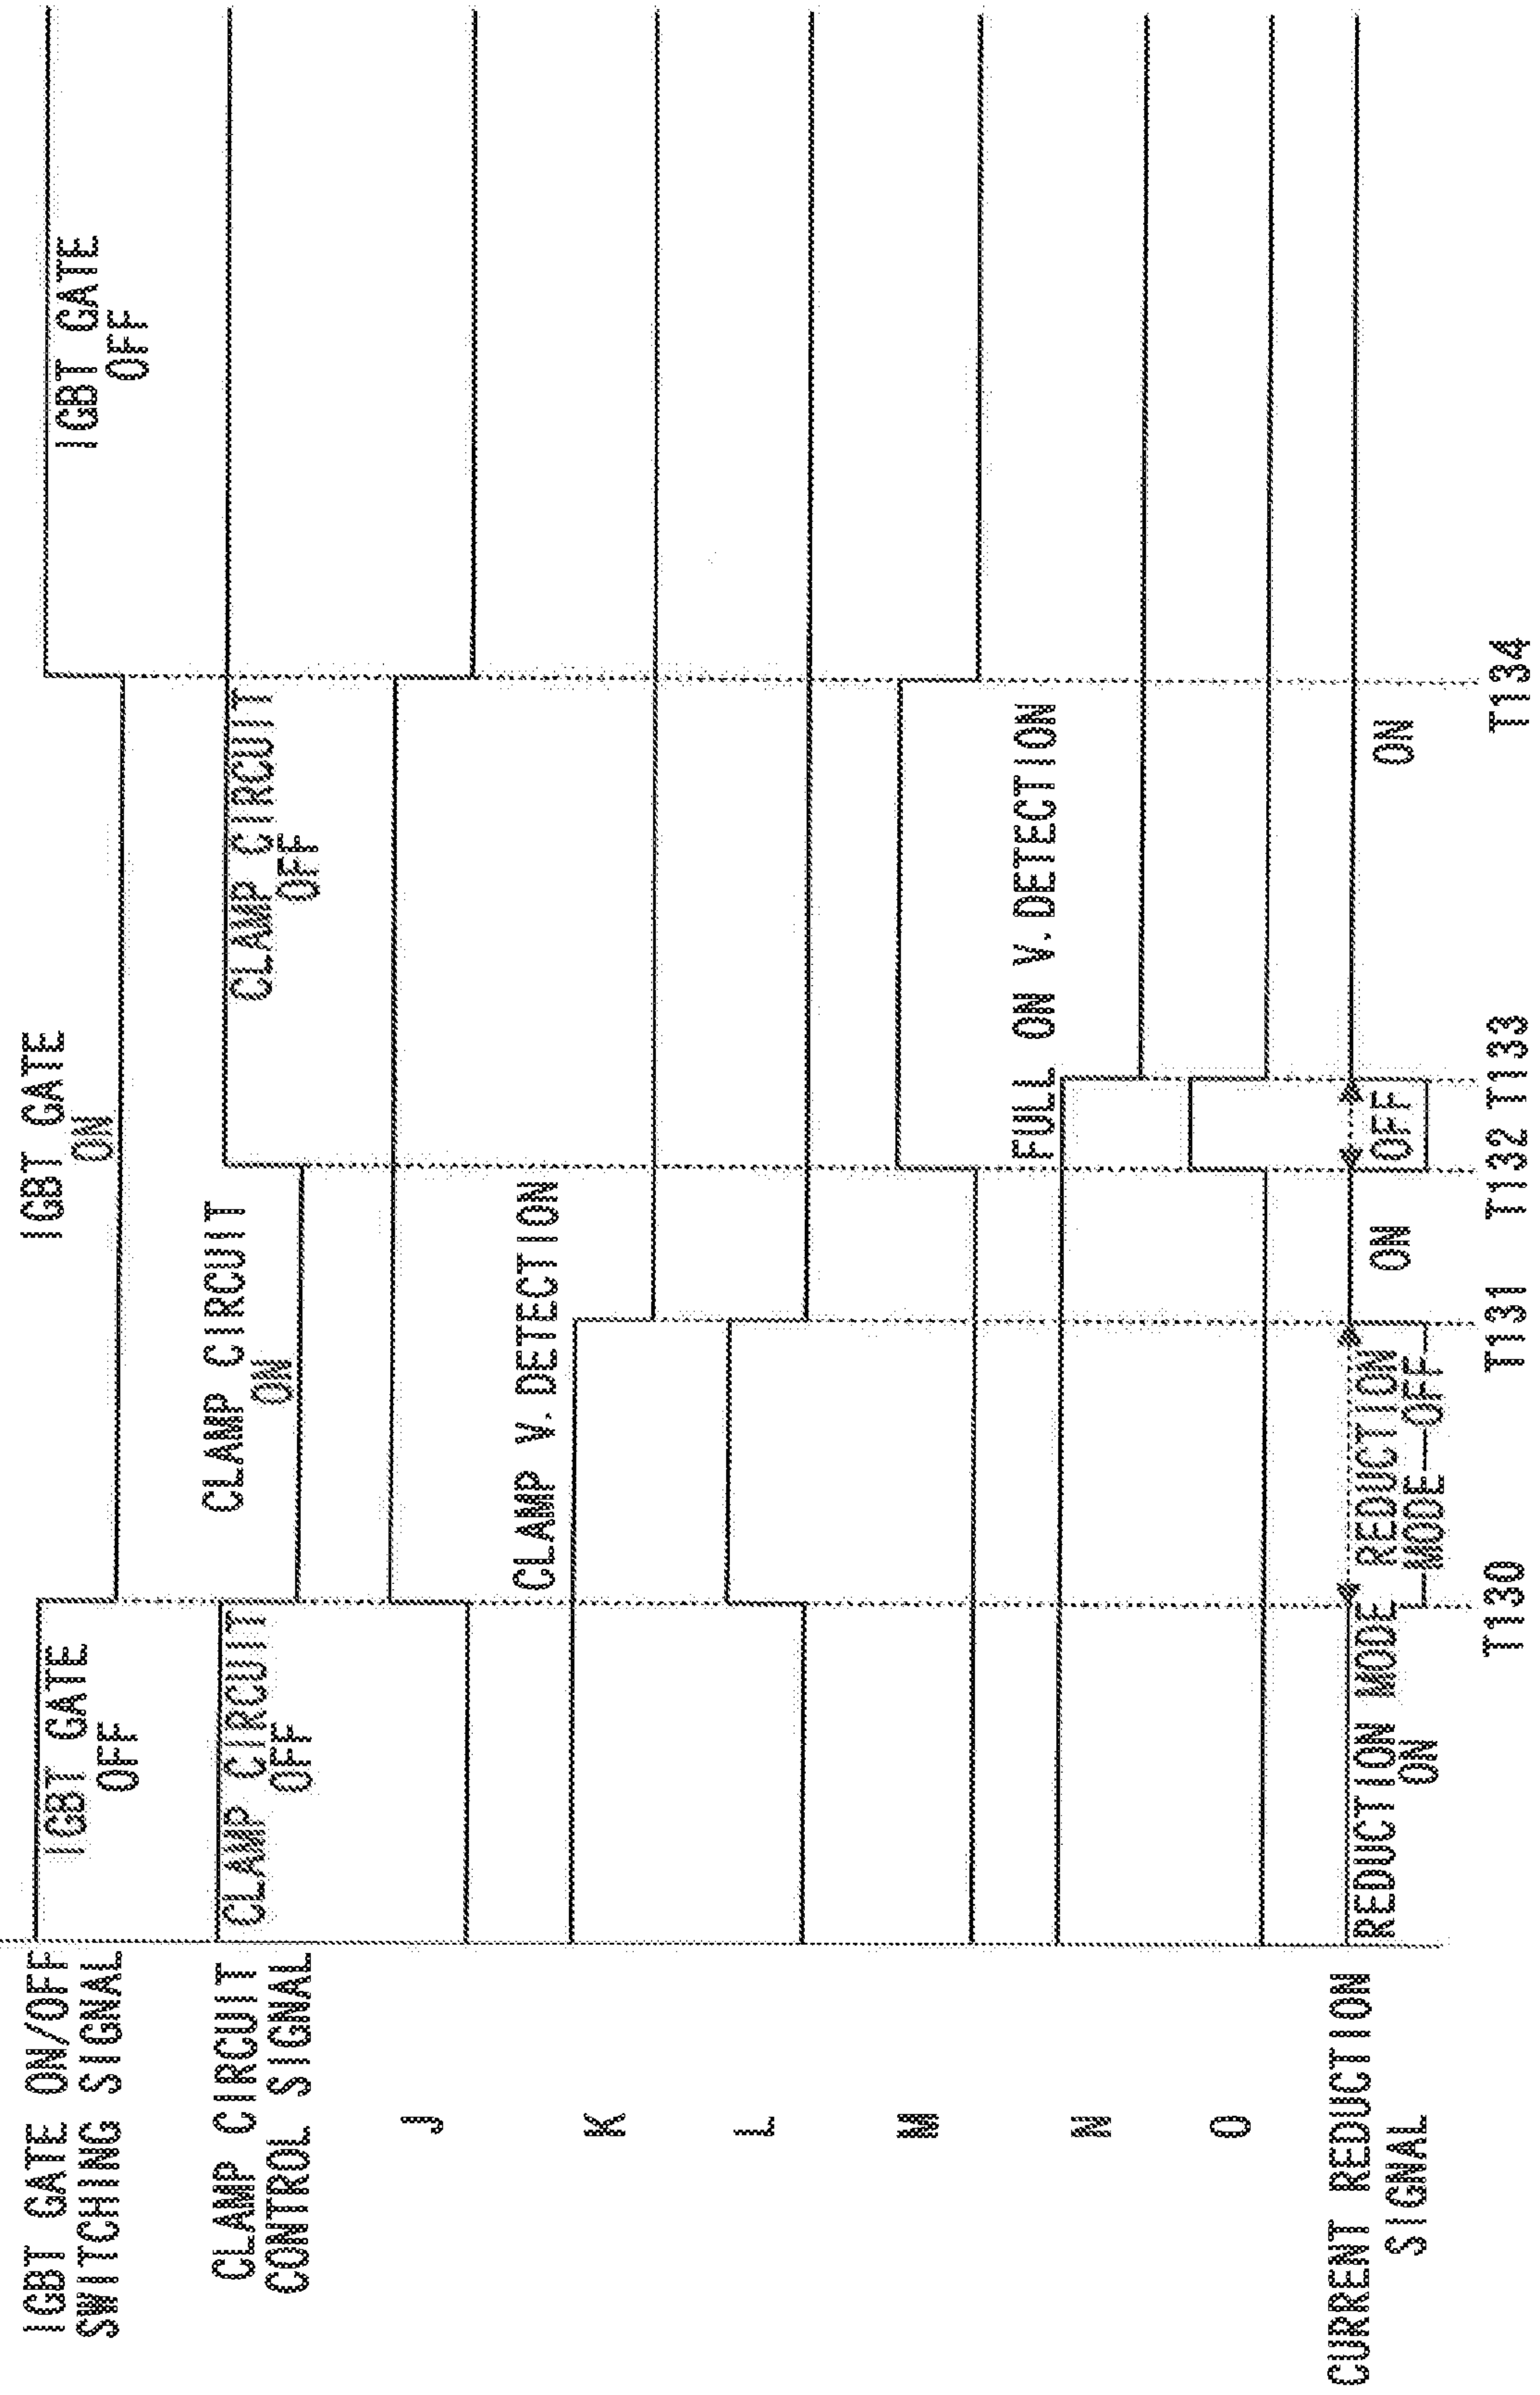 IGBT GATE ON/OFF
SWITCHING SIGNAL
IGBT GATE
OFF
IGBT GATE
ON
IGBT GATE
OFF
CLAMP CIRCUIT
CONTROL SIGNAL
CLAMP CIRCUIT
OFF
CLAMP CIRCUIT
ON
CLAMP CIRCUIT
OFF
J
K
CLAMP V. DETECTION
L
M
N
FULL ON V. DETECTION
O
CURRENT REDUCTION
SIGNAL
REDUCTION MODE
ON
REDUCTION
MODE OFF
ON
OFF
ON
T130
T131
T132
T133
T134